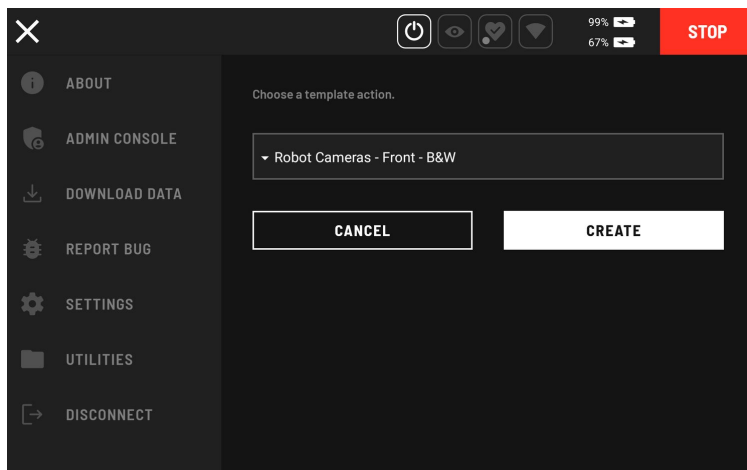 99%
67%
STOP
ABOUT
ADMIN CONSOLE
DOWNLOAD DATA
REPORT BUG
SETTINGS
UTILITIES
DISCONNECT
Choose a template action.
Robot Cameras - Front - B&W
CANCEL
CREATE